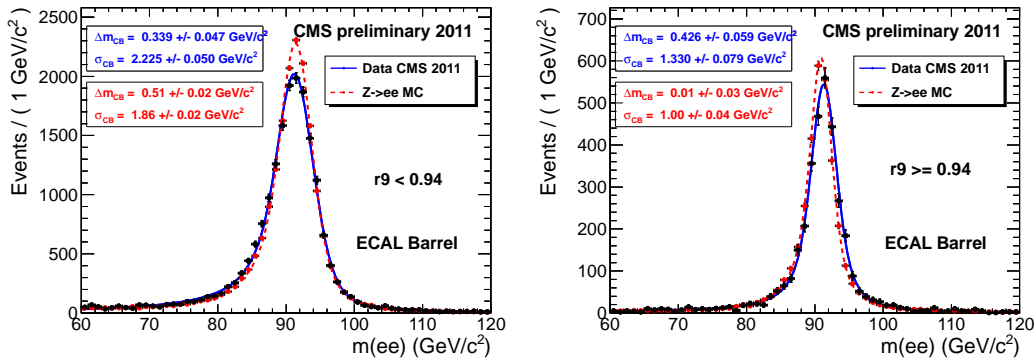 Events / ( 1 GeV/c²)
2500
2000
1500
1000
500
0
60 70 80 90 100 110 120
m(ee) (GeV/c²)
CMS preliminary 2011
Δm_CB = 0.339 +/- 0.047 GeV/c²
σ_CB = 2.225 +/- 0.050 GeV/c²
Δm_CB = 0.51 +/- 0.02 GeV/c²
σ_CB = 1.86 +/- 0.02 GeV/c²
Data CMS 2011
Z->ee MC
r9 < 0.94
ECAL Barrel
Events / ( 1 GeV/c²)
700
600
500
400
300
200
100
0
60 70 80 90 100 110 120
m(ee) (GeV/c²)
CMS preliminary 2011
Δm_CB = 0.426 +/- 0.059 GeV/c²
σ_CB = 1.330 +/- 0.079 GeV/c²
Δm_CB = 0.01 +/- 0.03 GeV/c²
σ_CB = 1.00 +/- 0.04 GeV/c²
Data CMS 2011
Z->ee MC
r9 >= 0.94
ECAL Barrel